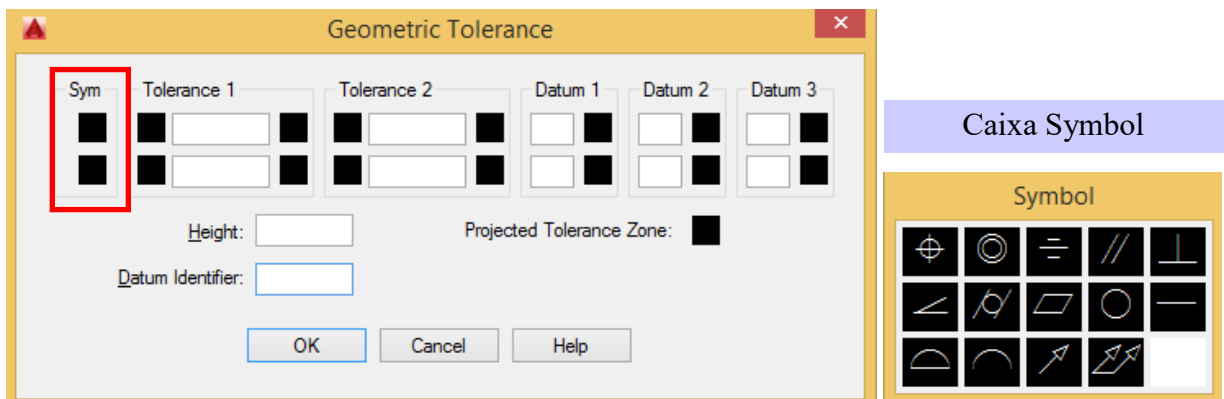 Geometric Tolerance
Sym Tolerance 1 Tolerance 2 Datum 1 Datum 2 Datum 3
Height:
Projected Tolerance Zone:
Datum Identifier:
OK Cancel Help
Caixa Symbol
Symbol